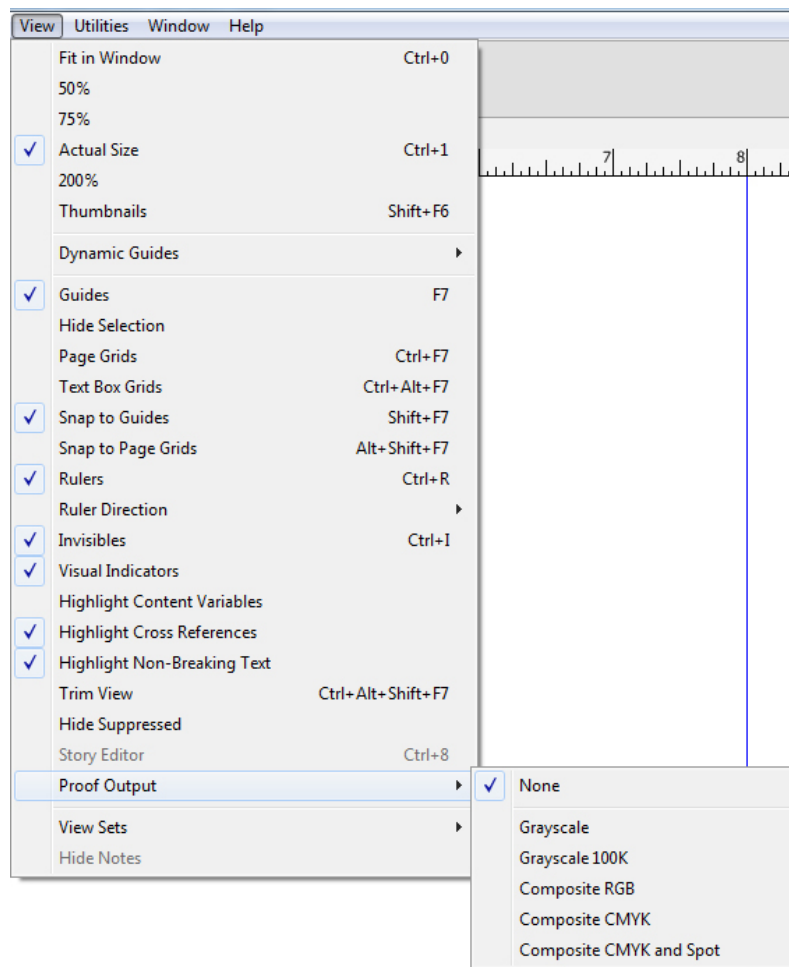 View Utilities Window Help
Fit in Window Ctrl+0
50%
75%
Actual Size Ctrl+1
200%
Thumbnails Shift+F6
Dynamic Guides
Guides F7
Hide Selection
Page Grids Ctrl+F7
Text Box Grids Ctrl+Alt+F7
Snap to Guides Shift+F7
Snap to Page Grids Alt+Shift+F7
Rulers Ctrl+R
Ruler Direction
Invisibles Ctrl+I
Visual Indicators
Highlight Content Variables
Highlight Cross References
Highlight Non-Breaking Text
Trim View Ctrl+Alt+Shift+F7
Hide Suppressed
Story Editor Ctrl+8
Proof Output
View Sets
Hide Notes
None
Grayscale
Grayscale 100K
Composite RGB
Composite CMYK
Composite CMYK and Spot
7 8